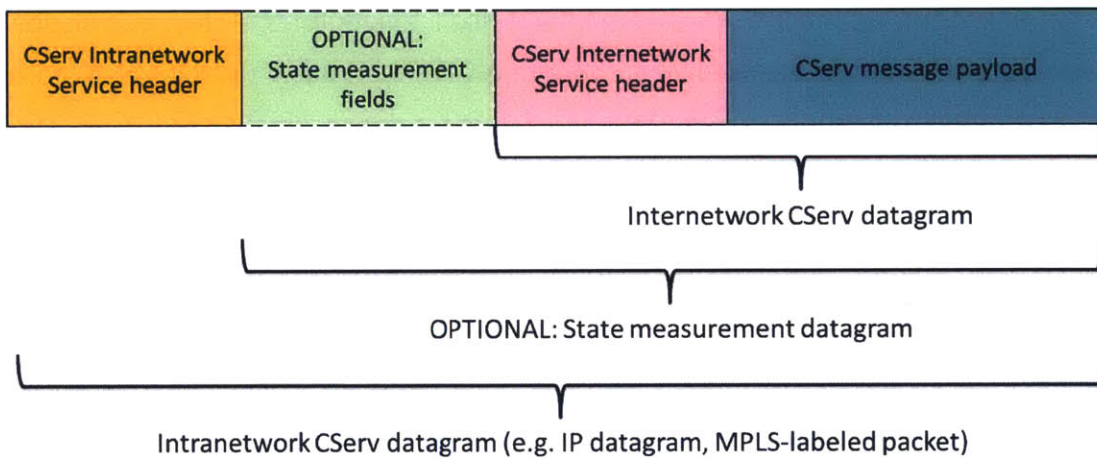 CServ Intranetwork
Service header
OPTIONAL:
State measurement
fields
CServ Internetwork
Service header
CServ message payload
Internetwork CServ datagram
OPTIONAL: State measurement datagram
Intranetwork CServ datagram (e.g. IP datagram, MPLS-labeled packet)